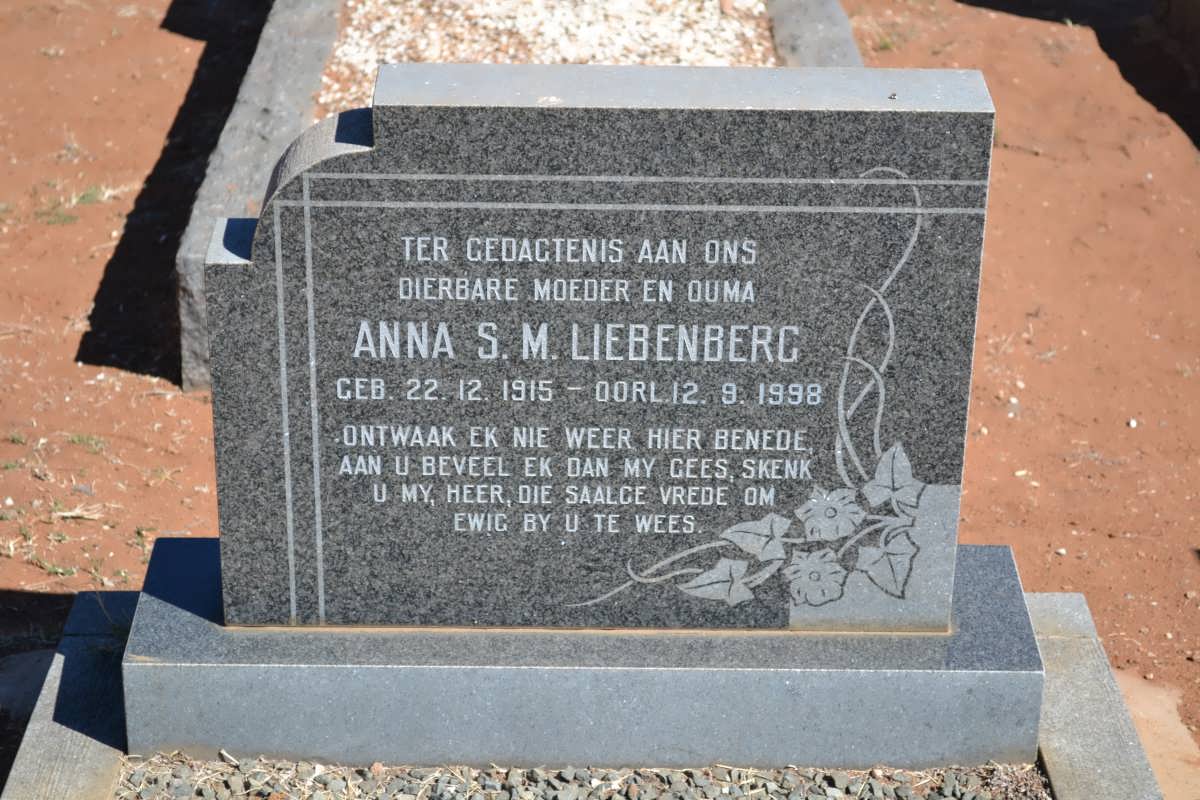 TER GEDAGTENIS AAN ONS
DIERBARE MOEDER EN OUMA
ANNA S. M. LIEBENBERG
GEB. 22. 12. 1915 – OORL. 12. 9. 1998
ONTWAAK EK NIE WEER HIER BENEDE,
AAN U BEVEEL EK DAN MY GEES, SKENK
U MY, HEER, DIE SAALGE VREDE OM
EWIG BY U TE WEES.